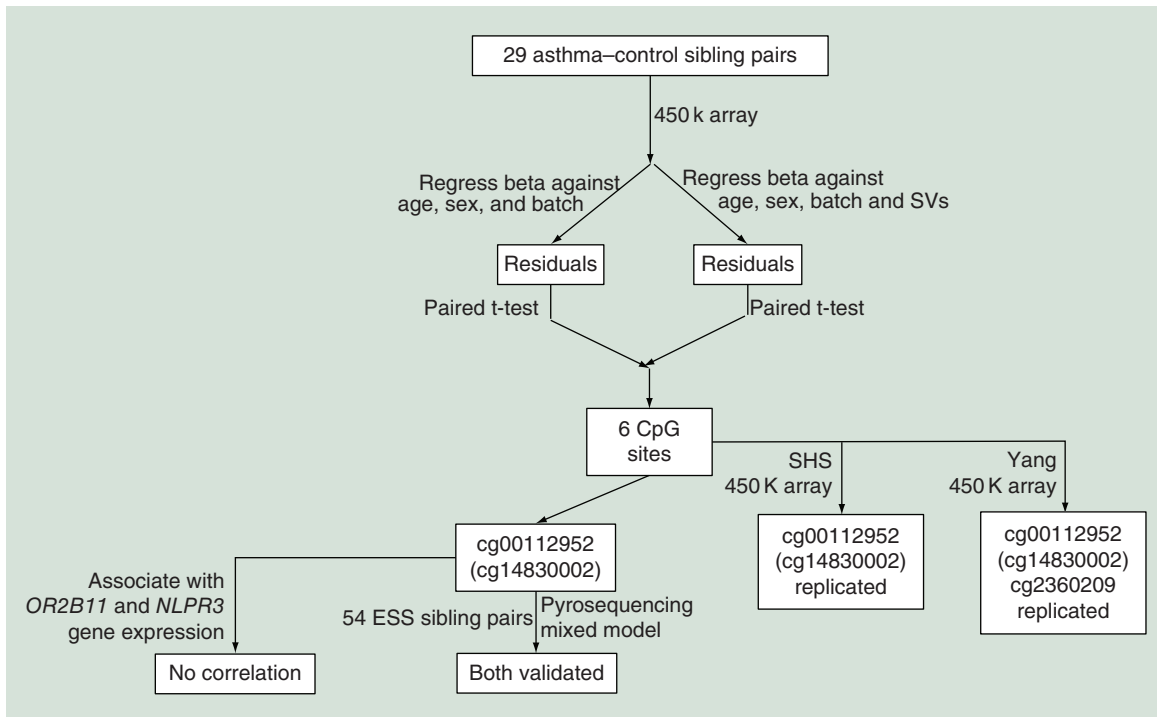 29 asthma–control sibling pairs
450 k array
Regress beta against
age, sex, and batch
Regress beta against
age, sex, batch and SVs
Residuals
Residuals
Paired t-test
Paired t-test
6 CpG
sites
SHS
450 K array
Yang
450 K array
cg00112952
(cg14830002)
cg00112952
(cg14830002)
replicated
cg00112952
(cg14830002)
cg2360209
replicated
Associate with
OR2B11 and NLPR3
gene expression
54 ESS sibling pairs
Pyrosequencing
mixed model
No correlation
Both validated